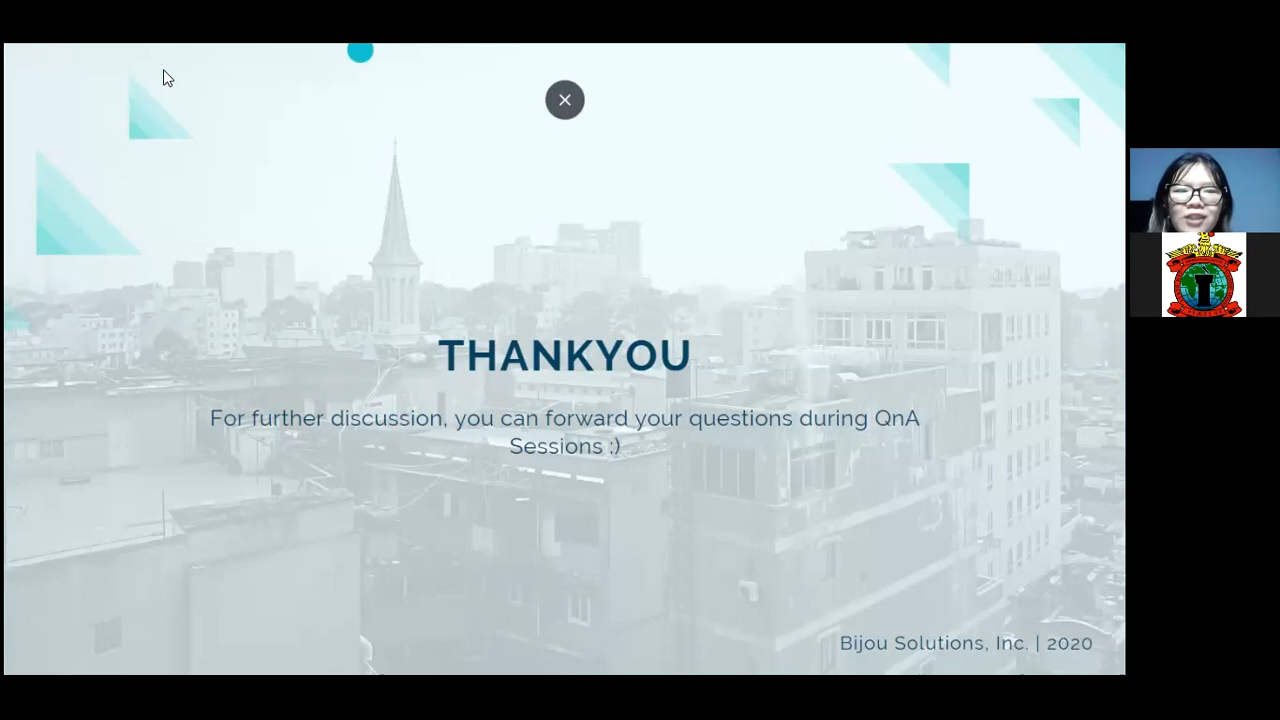 THANKYOU
For further discussion, you can forward your questions during QnA
Sessions :)
Bijou Solutions, Inc. | 2020